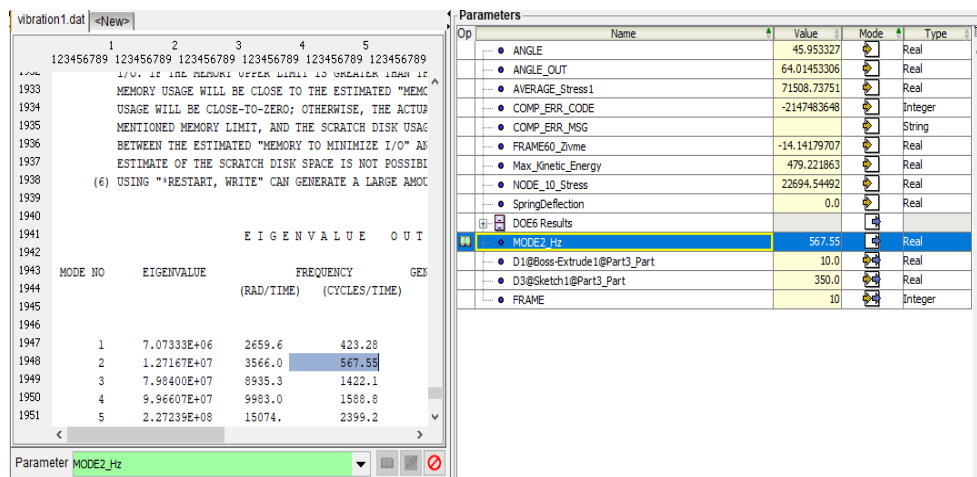 vibration1.dat <New>
1 2 3 4 5
123456789 123456789 123456789 123456789 123456789
1932 I/O. IF THE MEMORY UPPER LIMIT IS GREATER THAN
1933 MEMORY USAGE WILL BE CLOSE TO THE ESTIMATED "MEMO
1934 USAGE WILL BE CLOSE-TO-ZERO; OTHERWISE, THE ACTUA
1935 MENTIONED MEMORY LIMIT, AND THE SCRATCH DISK USAG
1936 BETWEEN THE ESTIMATED "MEMORY TO MINIMIZE I/O" AN
1937 ESTIMATE OF THE SCRATCH DISK SPACE IS NOT POSSIBL
1938 (6) USING "*RESTART, WRITE" CAN GENERATE A LARGE AMOU
1939
1940
1941 E I G E N V A L U E O U T
1942
1943 MODE NO EIGENVALUE FREQUENCY GEN
1944 (RAD/TIME) (CYCLES/TIME)
1945
1946
1947 1 7.07333E+06 2659.6 423.28
1948 2 1.27167E+07 3566.0 567.55
1949 3 7.98400E+07 8935.3 1422.1
1950 4 9.96607E+07 9983.0 1588.8
1951 5 2.27239E+08 15074. 2399.2
Parameter MODE2_Hz
Parameters
Op Name Value Mode Type
ANGLE 45.953327 Real
ANGLE_OUT 64.01453306 Real
AVERAGE_Stress1 71508.73751 Real
COMP_ERR_CODE -2147483648 Integer
COMP_ERR_MSG String
FRAME60_Zivme -14.14179707 Real
Max_Kinetic_Energy 479.221863 Real
NODE_10_Stress 22694.54492 Real
SpringDeflection 0.0 Real
DOE6 Results
MODE2_Hz 567.55 Real
D1@Boss-Extrude1@Part3_Part 10.0 Real
D3@Sketch1@Part3_Part 350.0 Real
FRAME 10 Integer